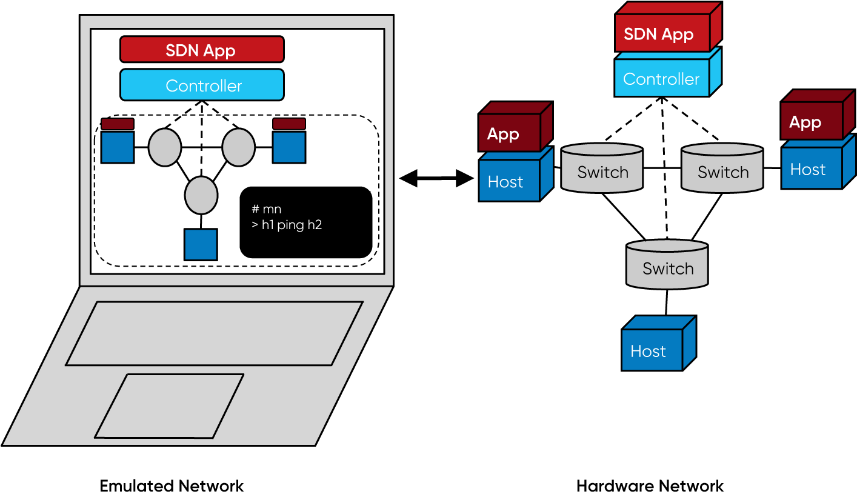 SDN App
Controller
# mn
> h1 ping h2
Emulated Network
SDN App
Controller
App
Host
Switch
Switch
App
Host
Switch
Host
Hardware Network